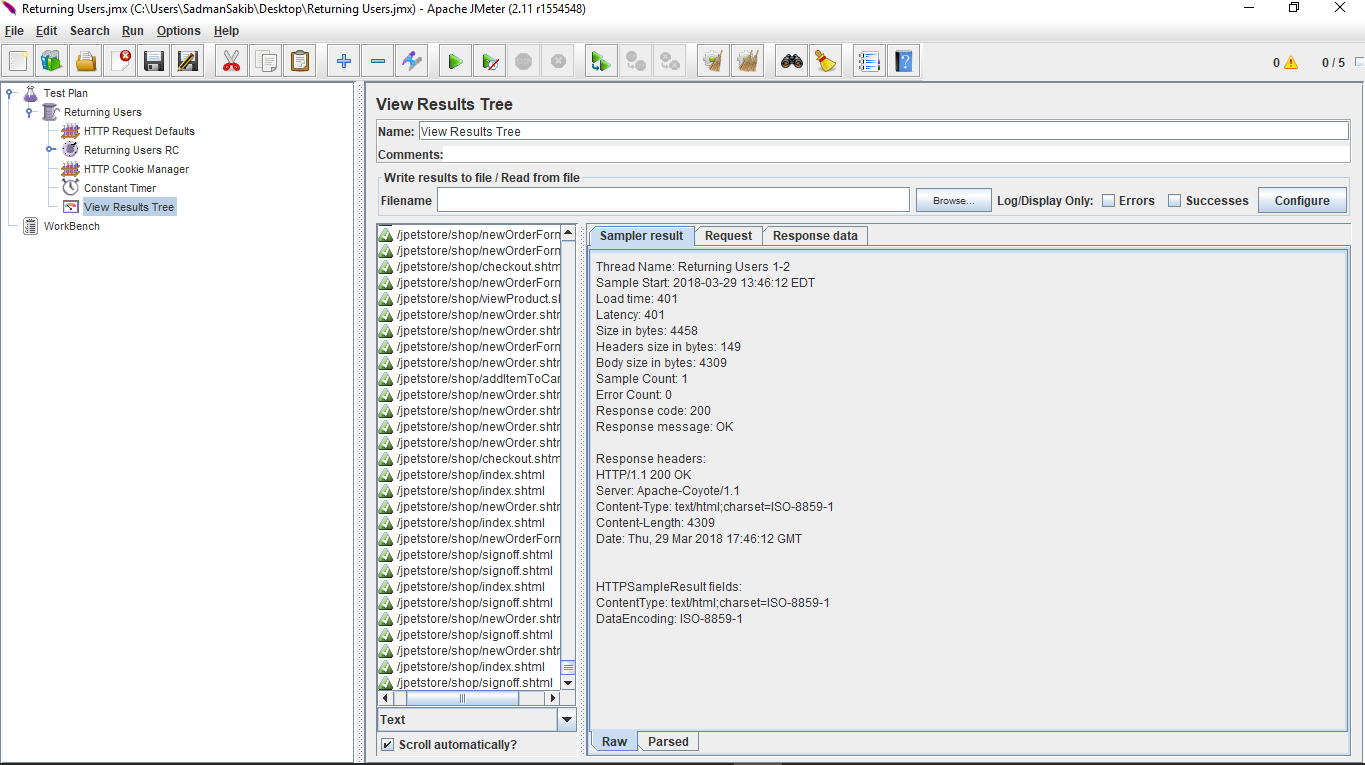 Returning Users.jmx (C:\Users\SadmanSakib\Desktop\Returning Users.jmx) - Apache JMeter (2.11 r1554548)
File Edit Search Run Options Help
0 0 / 5
Test Plan
Returning Users
HTTP Request Defaults
Returning Users RC
HTTP Cookie Manager
Constant Timer
View Results Tree
WorkBench
View Results Tree
Name: View Results Tree
Comments:
Write results to file / Read from file
Filename Browse... Log/Display Only: Errors Successes Configure
/jpetstore/shop/newOrderForm
/jpetstore/shop/newOrderForm
/jpetstore/shop/checkout.shtm
/jpetstore/shop/newOrderForm
/jpetstore/shop/viewProduct.sl
/jpetstore/shop/newOrder.shtr
/jpetstore/shop/newOrder.shtr
/jpetstore/shop/newOrderForm
/jpetstore/shop/newOrder.shtr
/jpetstore/shop/addItemToCar
/jpetstore/shop/newOrder.shtr
/jpetstore/shop/newOrder.shtr
/jpetstore/shop/newOrder.shtr
/jpetstore/shop/newOrder.shtr
/jpetstore/shop/checkout.shtm
/jpetstore/shop/index.shtml
/jpetstore/shop/index.shtml
/jpetstore/shop/newOrder.shtr
/jpetstore/shop/index.shtml
/jpetstore/shop/newOrderForm
/jpetstore/shop/signoff.shtml
/jpetstore/shop/signoff.shtml
/jpetstore/shop/index.shtml
/jpetstore/shop/signoff.shtml
/jpetstore/shop/newOrder.shtr
/jpetstore/shop/signoff.shtml
/jpetstore/shop/newOrder.shtr
/jpetstore/shop/index.shtml
/jpetstore/shop/signoff.shtml
Text
Scroll automatically?
Sampler result Request Response data
Thread Name: Returning Users 1-2
Sample Start: 2018-03-29 13:46:12 EDT
Load time: 401
Latency: 401
Size in bytes: 4458
Headers size in bytes: 149
Body size in bytes: 4309
Sample Count: 1
Error Count: 0
Response code: 200
Response message: OK
Response headers:
HTTP/1.1 200 OK
Server: Apache-Coyote/1.1
Content-Type: text/html;charset=ISO-8859-1
Content-Length: 4309
Date: Thu, 29 Mar 2018 17:46:12 GMT
HTTPSampleResult fields:
ContentType: text/html;charset=ISO-8859-1
DataEncoding: ISO-8859-1
Raw Parsed